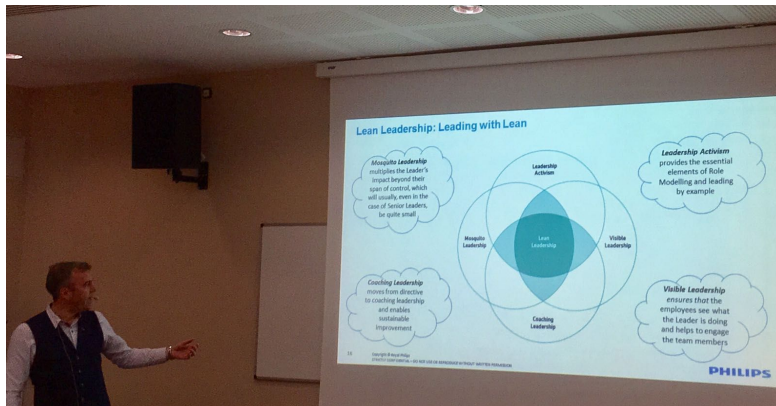 Lean Leadership: Leading with Lean
Mosquito Leadership
multiplies the Leader's
impact beyond their
span of control, which
will usually, even in the
case of Senior Leaders,
be quite small
Leadership
Activism
Leadership Activism
provides the essential
elements of Role
Modelling and leading
by example
Mosquito
Leadership
Lean
Leadership
Visible
Leadership
Coaching Leadership
moves from directive
to coaching leadership
and enables
sustainable
Improvement
Coaching
Leadership
Visible Leadership
ensures that the
employees see what
the Leader is doing
and helps to engage
the team members
Copyright © Royal Philips
PHILIPS